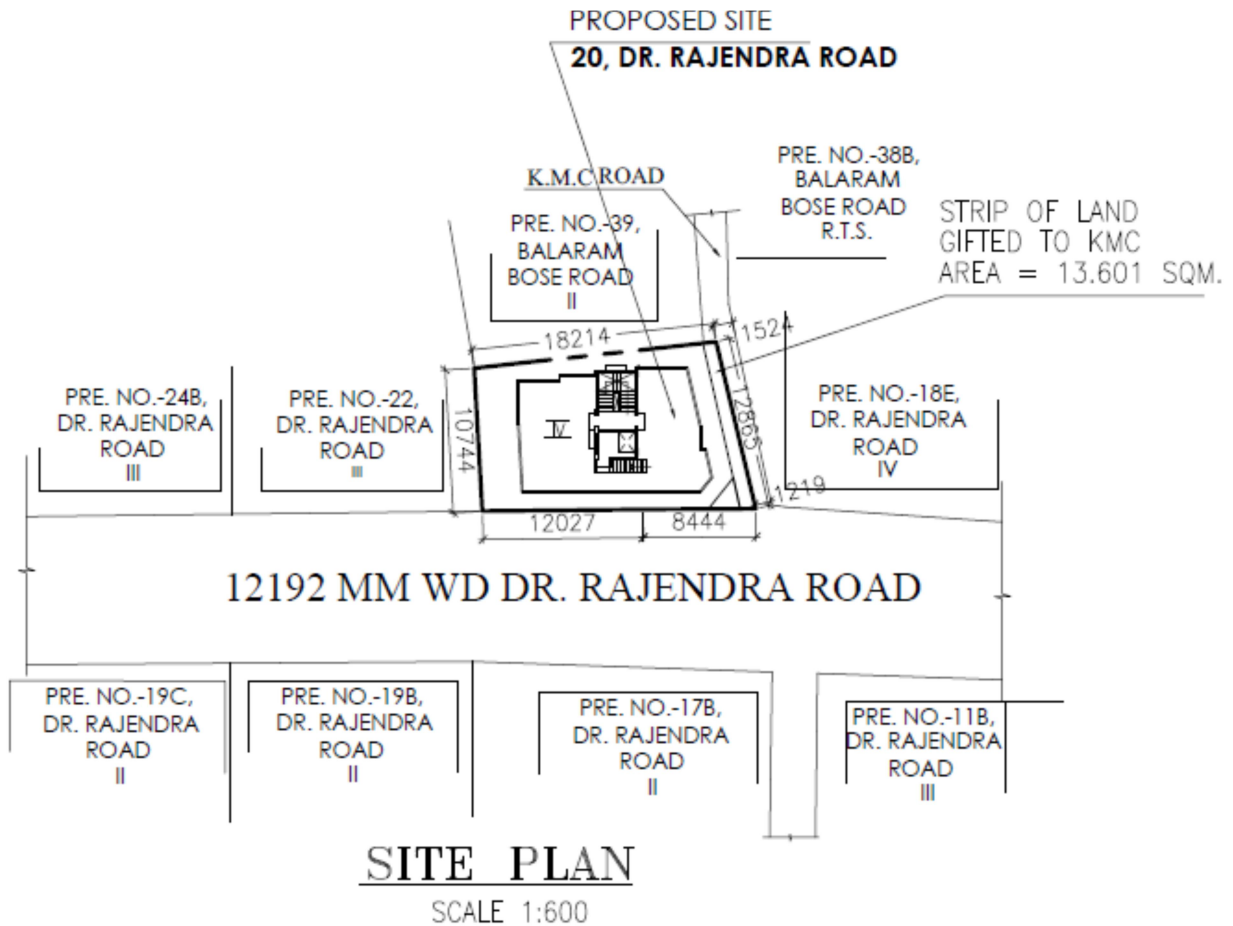 PROPOSED SITE
20, DR. RAJENDRA ROAD
K.M.C ROAD
PRE. NO.-38B,
BALARAM
BOSE ROAD
R.T.S.
STRIP OF LAND
GIFTED TO KMC
AREA = 13.601 SQM.
PRE. NO.-39,
BALARAM
BOSE ROAD
II
18214
1524
PRE. NO.-24B,
DR. RAJENDRA
ROAD
III
PRE. NO.-22,
DR. RAJENDRA
ROAD
III
10744
IV
12865
PRE. NO.-18E,
DR. RAJENDRA
ROAD
IV
1219
12027
8444
12192 MM WD DR. RAJENDRA ROAD
PRE. NO.-19C,
DR. RAJENDRA
ROAD
II
PRE. NO.-19B,
DR. RAJENDRA
ROAD
II
PRE. NO.-17B,
DR. RAJENDRA
ROAD
II
PRE. NO.-11B,
DR. RAJENDRA
ROAD
III
SITE PLAN
SCALE 1:600